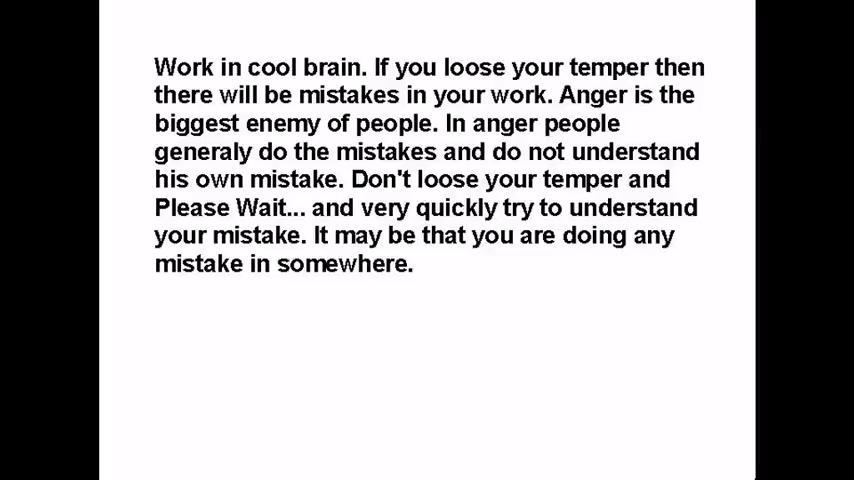 Work in cool brain. If you loose your temper then
there will be mistakes in your work. Anger is the
biggest enemy of people. In anger people
generaly do the mistakes and do not understand
his own mistake. Don't loose your temper and
Please Wait... and very quickly try to understand
your mistake. It may be that you are doing any
mistake in somewhere.